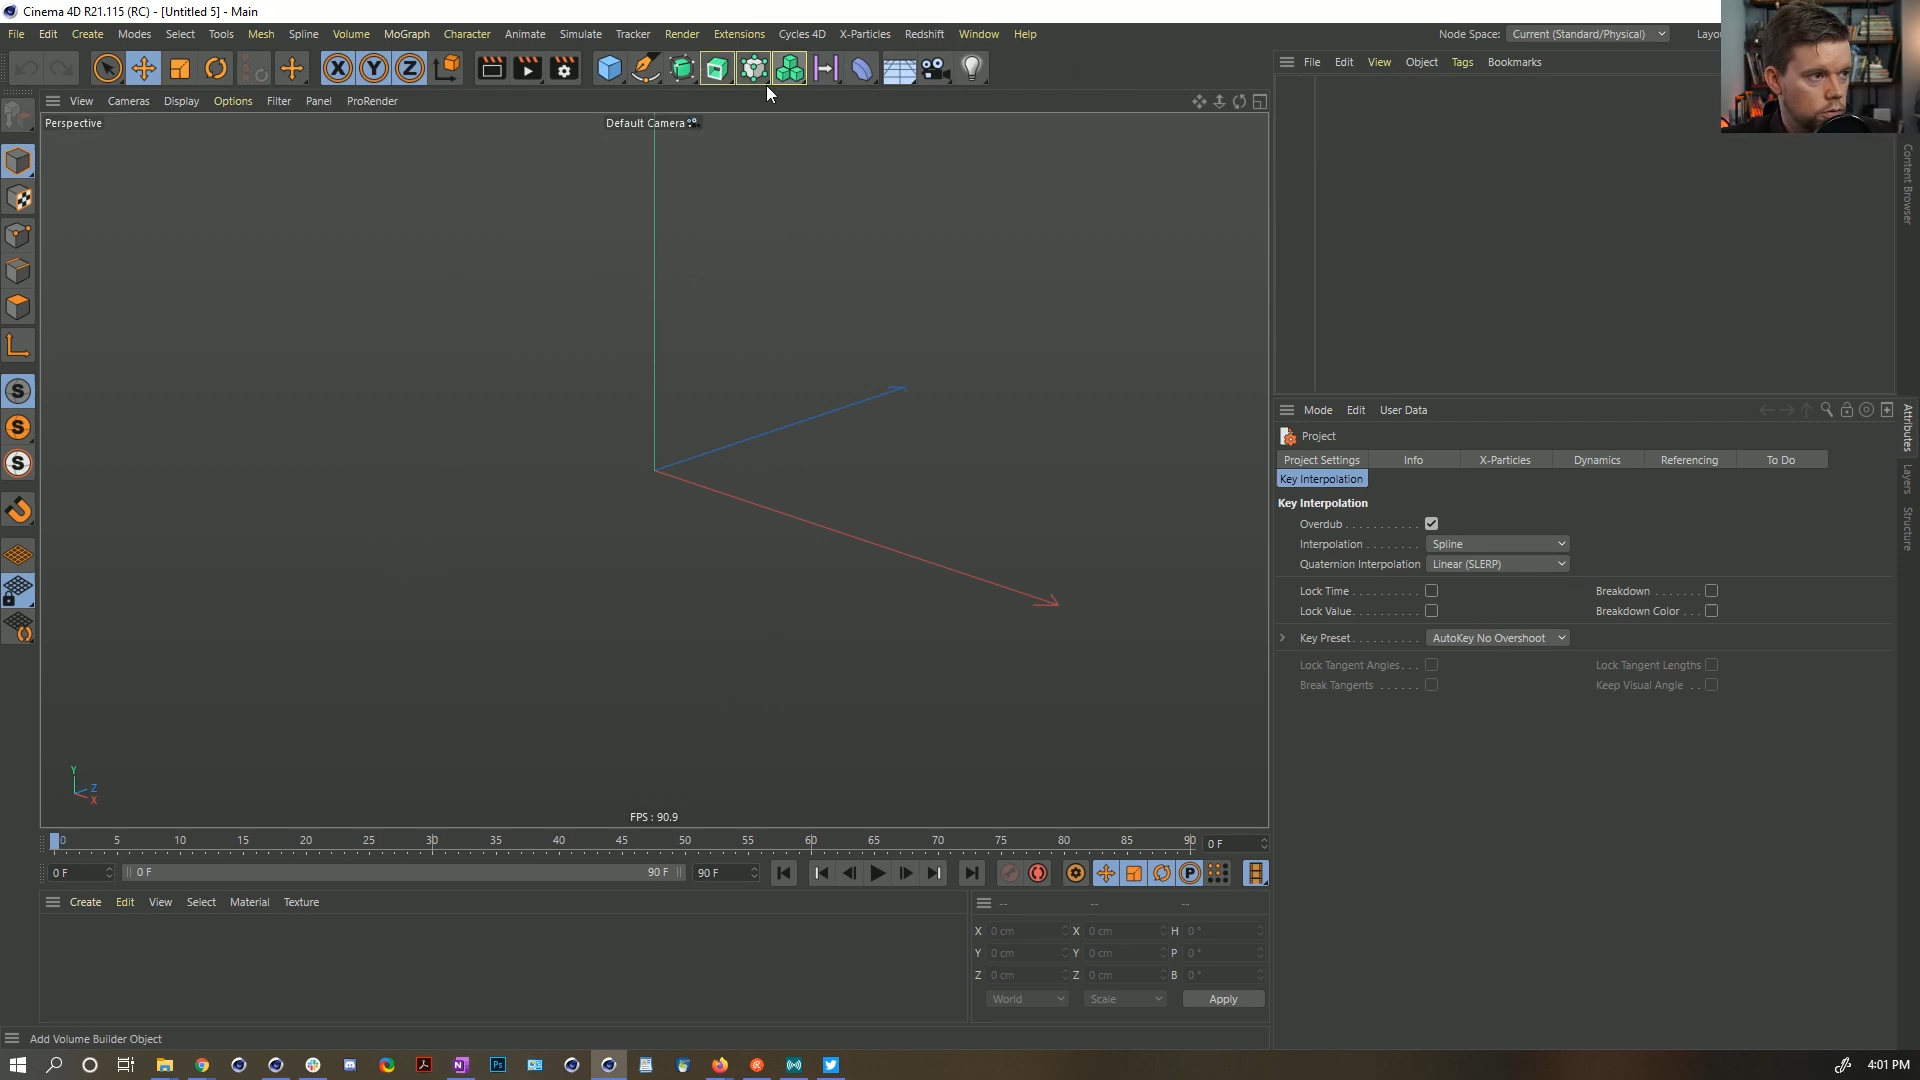 Cinema 4D R21.115 (RC) - [Untitled 5] - Main
File Edit Create Modes Select Tools Mesh Spline Volume MoGraph Character Animate Simulate Tracker Render Extensions Cycles 4D X-Particles Redshift Window Help
Node Space: Current (Standard/Physical) Layou
X Y Z
File Edit View Object Tags Bookmarks
View Cameras Display Options Filter Panel ProRender
Perspective
Default Camera
Content Browser
Mode Edit User Data
Attributes
Layers
Structure
Project
Project Settings Info X-Particles Dynamics Referencing To Do
Key Interpolation
Key Interpolation
Overdub
Interpolation Spline
Quaternion Interpolation Linear (SLERP)
Lock Time Breakdown
Lock Value Breakdown Color
Key Preset AutoKey No Overshoot
Lock Tangent Angles Lock Tangent Lengths
Break Tangents Keep Visual Angle
S
S
S
Y
Z
X
FPS : 90.9
0 5 10 15 20 25 30 35 40 45 50 55 60 65 70 75 80 85 90 0 F
0 F 0 F 90 F 90 F P
Create Edit View Select Material Texture
-- -- --
X 0 cm X 0 cm H 0 °
Y 0 cm Y 0 cm P 0 °
Z 0 cm Z 0 cm B 0 °
World Scale Apply
Add Volume Builder Object
Ps
4:01 PM